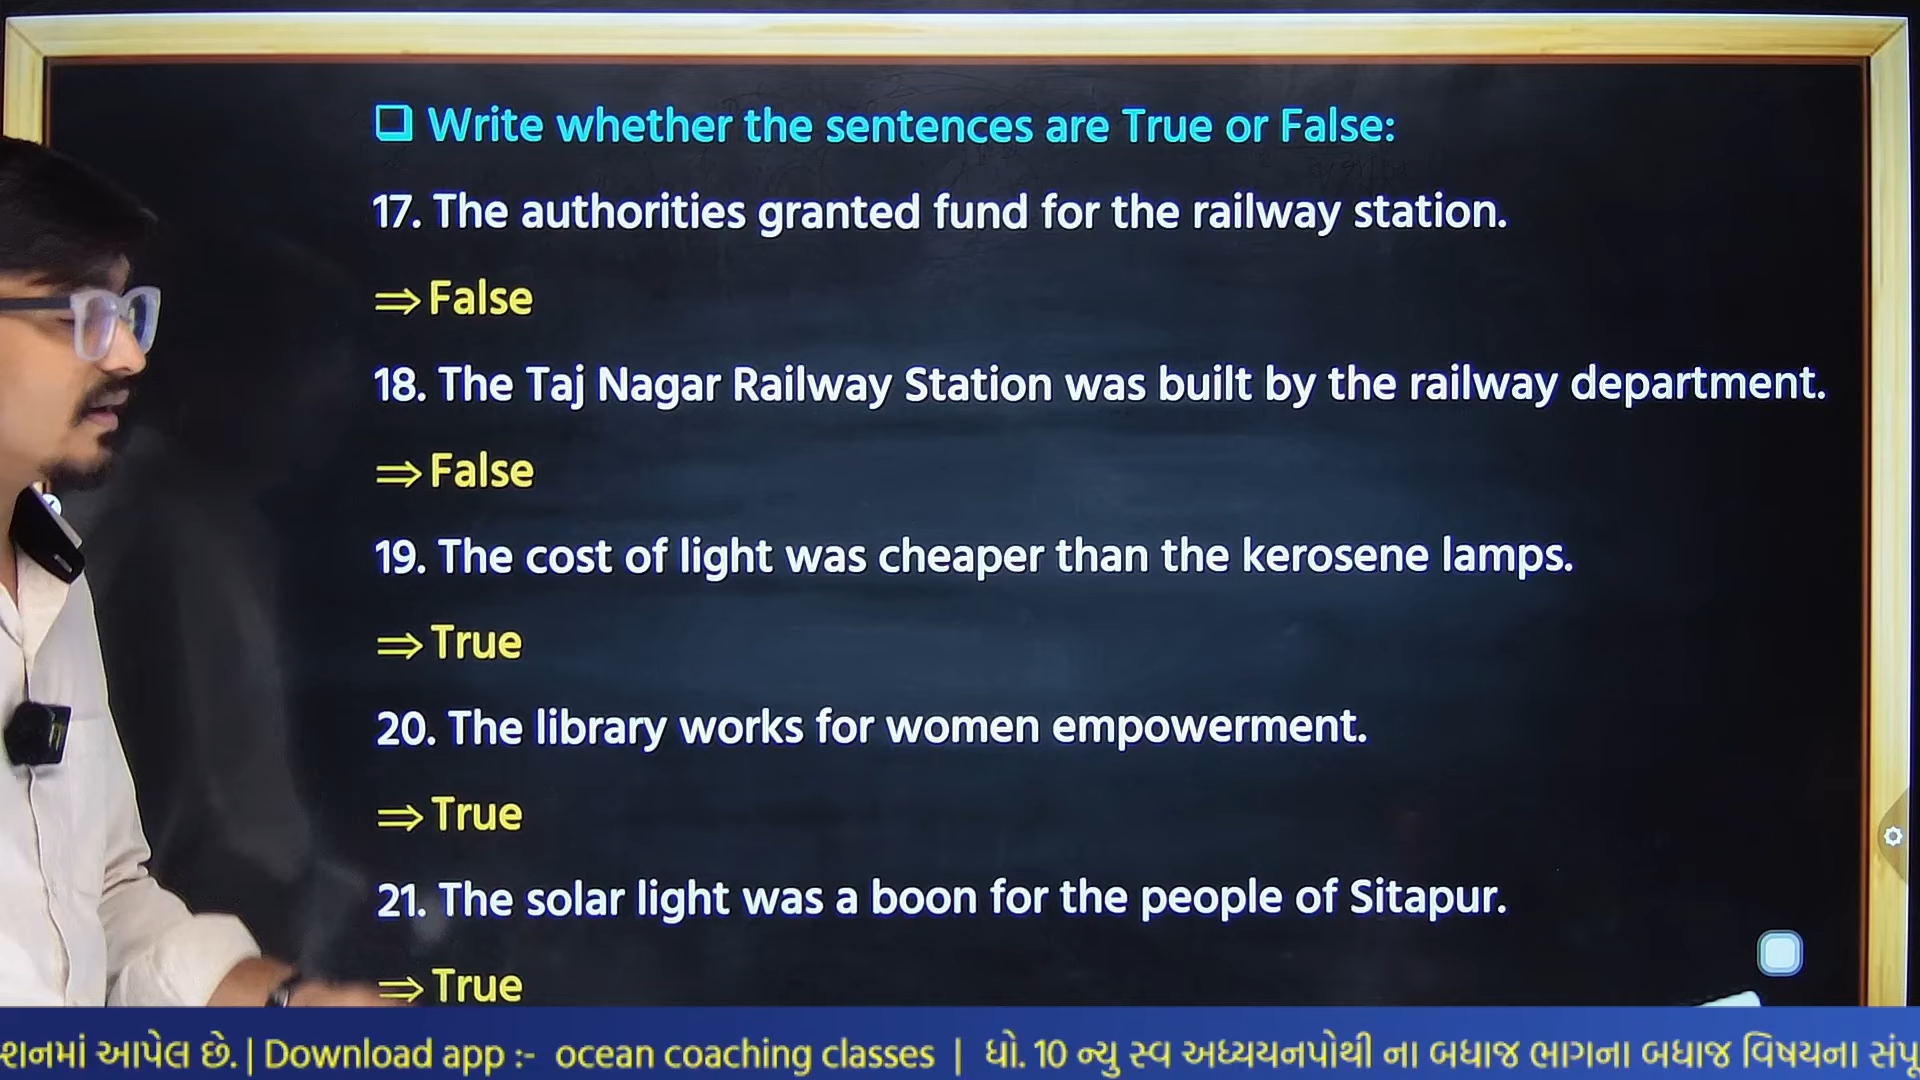 ❑ Write whether the sentences are True or False:
17. The authorities granted fund for the railway station.
⇒ False
18. The Taj Nagar Railway Station was built by the railway department.
⇒ False
19. The cost of light was cheaper than the kerosene lamps.
⇒ True
20. The library works for women empowerment.
⇒ True
21. The solar light was a boon for the people of Sitapur.
⇒ True
આપેલ છે. | Download app :- ocean coaching classes | ધો. 10 ન્યુ સ્વ અધ્યયનપોથી ના બધાજ ભાગના બધાજ વિષયના